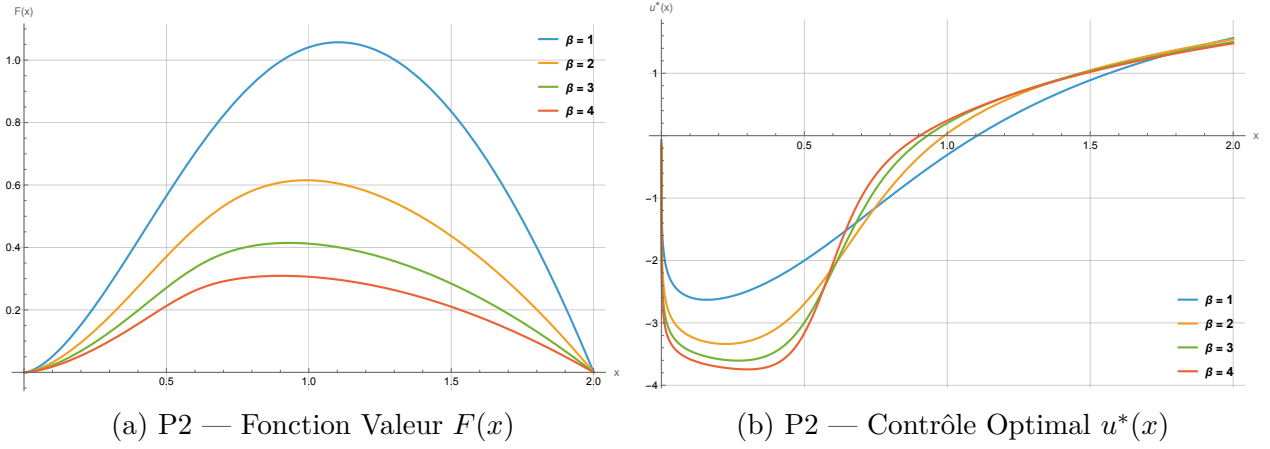 F(x)
β = 1
β = 2
β = 3
β = 4
1.0
0.8
0.6
0.4
0.2
0.5
1.0
1.5
2.0
x
(a) P2 — Fonction Valeur F(x)
u*(x)
1
-1
-2
-3
-4
0.5
1.0
1.5
2.0
x
β = 1
β = 2
β = 3
β = 4
(b) P2 — Contrôle Optimal u*(x)